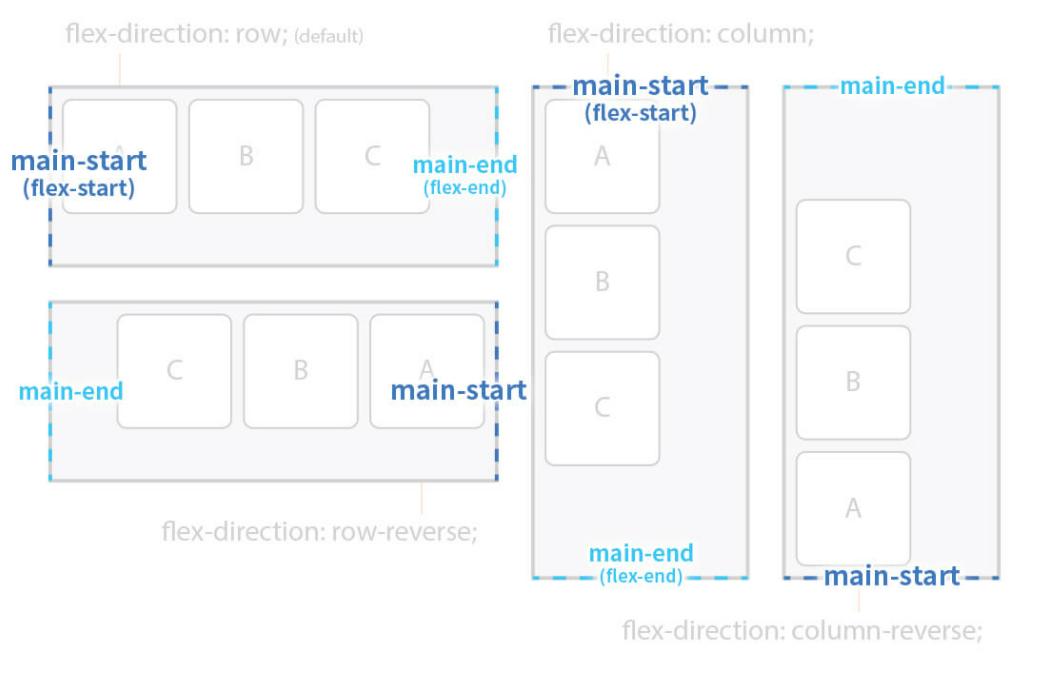 flex-direction: row; (default)
A
B
C
main-start
(flex-start)
main-end
(flex-end)
C
B
A
main-end
main-start
flex-direction: row-reverse;
flex-direction: column;
main-start
(flex-start)
A
B
C
main-end
(flex-end)
main-end
C
B
A
main-start
flex-direction: column-reverse;